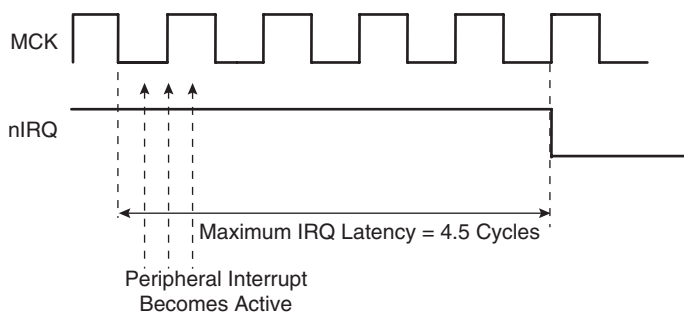 MCK
nIRQ
Maximum IRQ Latency = 4.5 Cycles
Peripheral Interrupt
Becomes Active